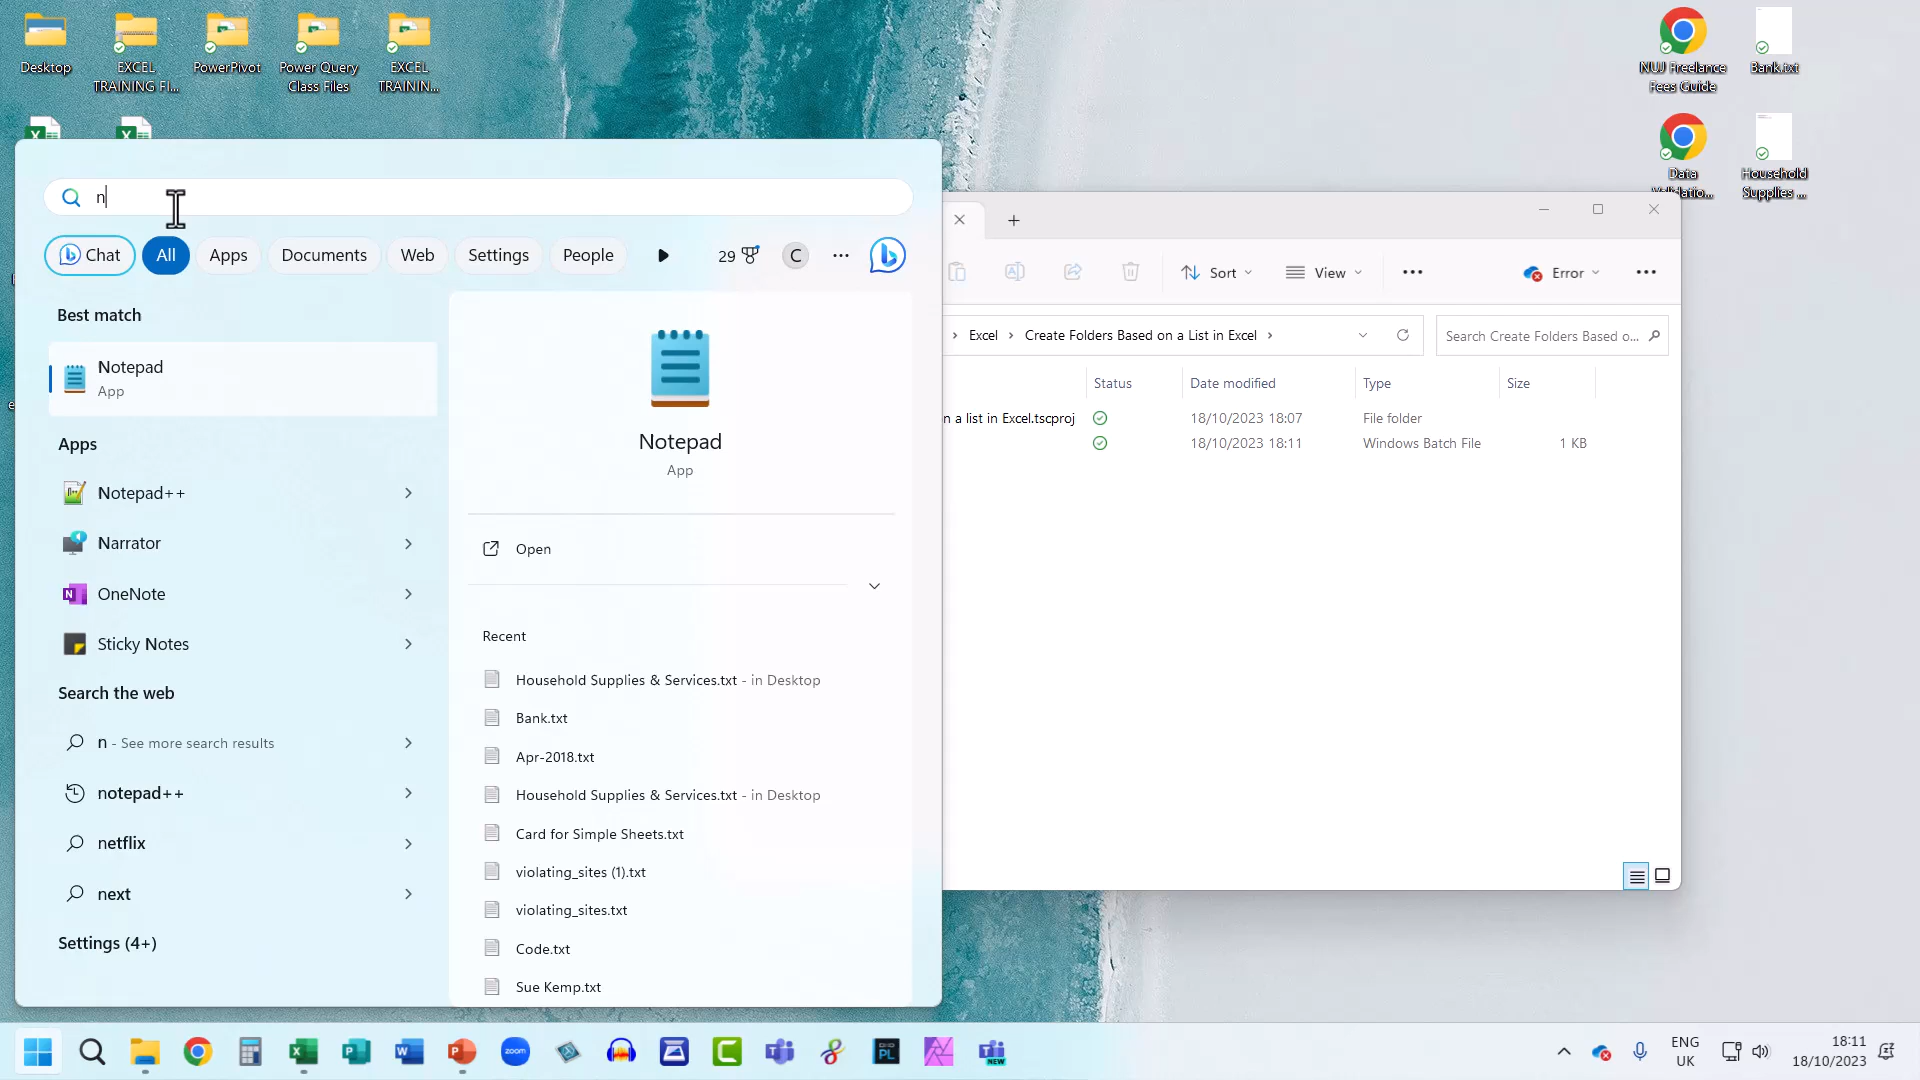 Desktop
EXCEL
TRAINING FI...
PowerPivot
Power Query
Class Files
EXCEL
TRAININ...
NUJ Freelance
Fees Guide
Bank.txt
Data
Validatio...
Household
Supplies ...
n
Chat
All
Apps
Documents
Web
Settings
People
29
C
Best match
Notepad
App
Apps
Notepad++
Narrator
OneNote
Sticky Notes
Search the web
n - See more search results
notepad++
netflix
next
Settings (4+)
Notepad
App
Open
Recent
Household Supplies & Services.txt - in Desktop
Bank.txt
Apr-2018.txt
Household Supplies & Services.txt - in Desktop
Card for Simple Sheets.txt
violating_sites (1).txt
violating_sites.txt
Code.txt
Sue Kemp.txt
Sort
View
Error
Excel > Create Folders Based on a List in Excel >
Search Create Folders Based o...
Status
Date modified
Type
Size
n a list in Excel.tscproj
18/10/2023 18:07
File folder
18/10/2023 18:11
Windows Batch File
1 KB
zoom
PL
NEW
ENG
UK
18:11
18/10/2023